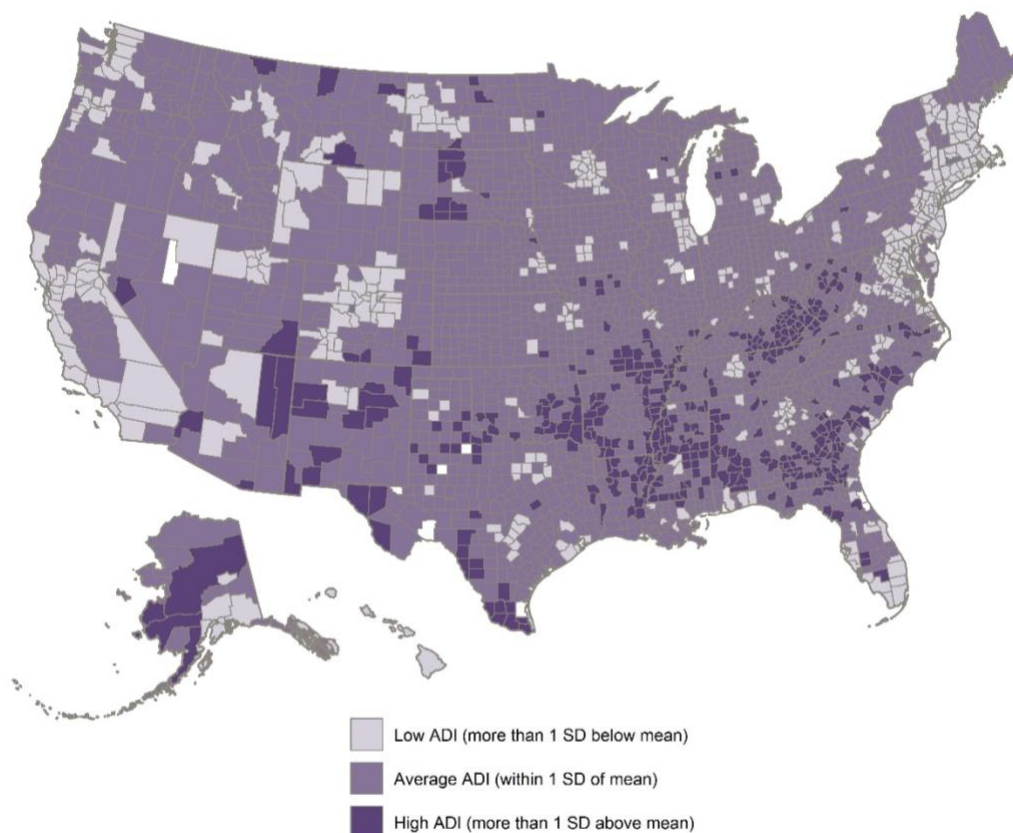 Low ADI (more than 1 SD below mean)
Average ADI (within 1 SD of mean)
High ADI (more than 1 SD above mean)